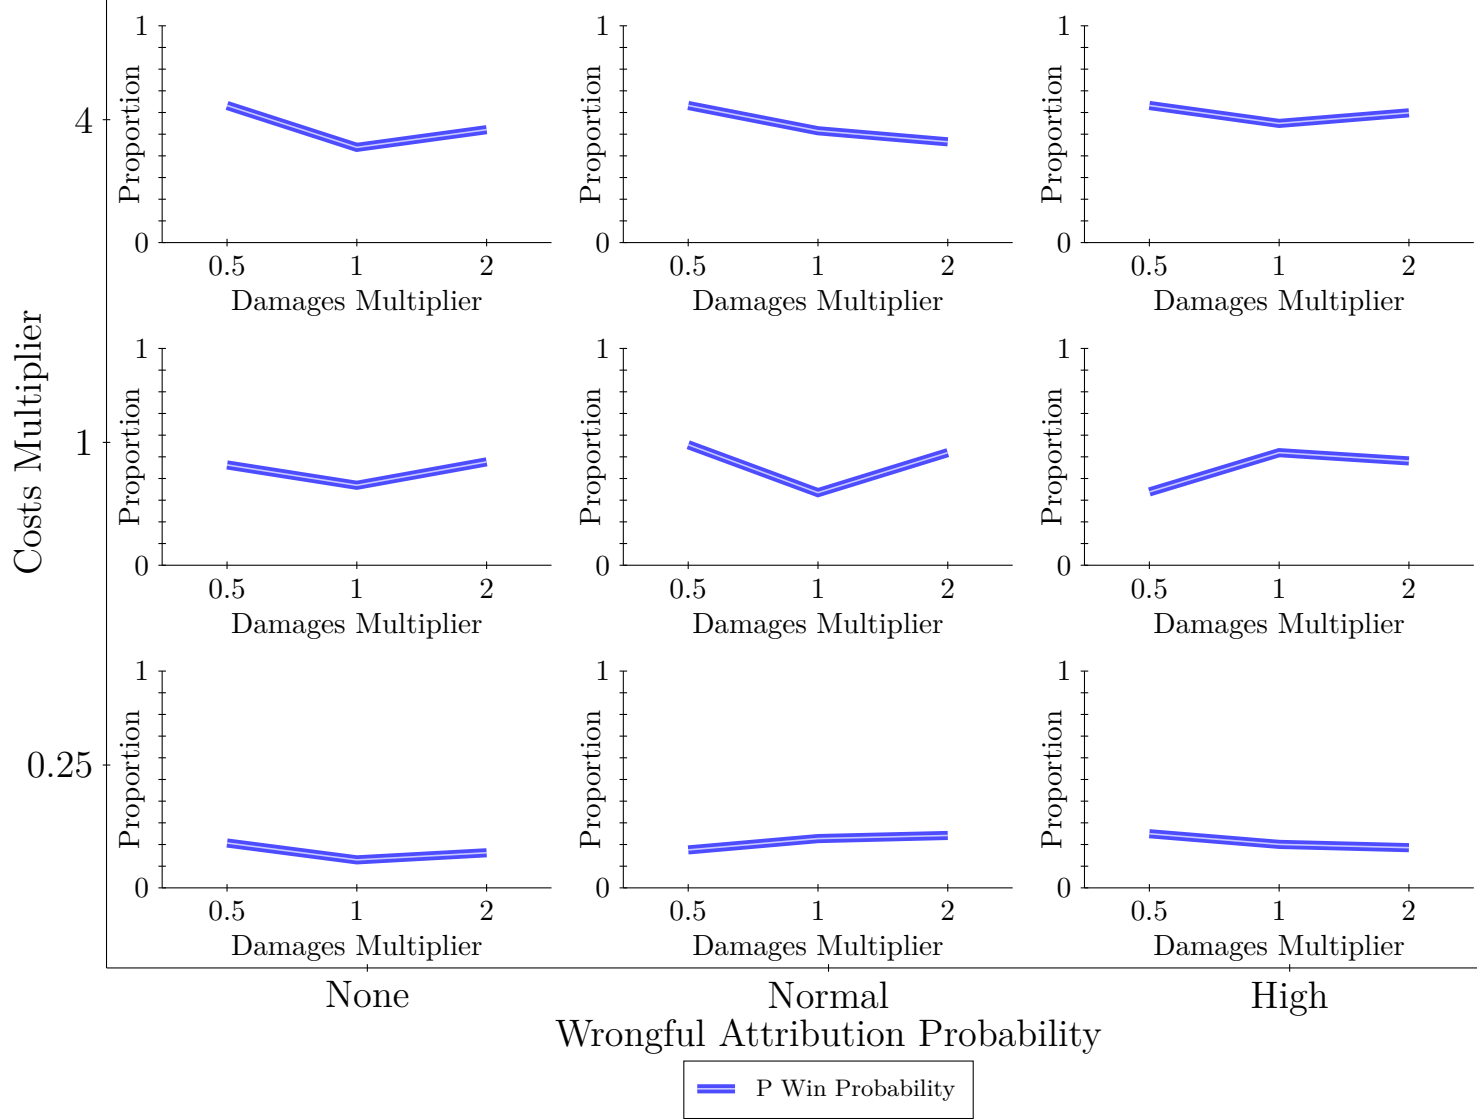 1
Proportion
0
0.5 1 2
Damages Multiplier
1
Proportion
0
0.5 1 2
Damages Multiplier
1
Proportion
0
0.5 1 2
Damages Multiplier
4
1
Proportion
0
0.5 1 2
Damages Multiplier
1
Proportion
0
0.5 1 2
Damages Multiplier
1
Proportion
0
0.5 1 2
Damages Multiplier
1
Costs Multiplier
1
Proportion
0
0.5 1 2
Damages Multiplier
1
Proportion
0
0.5 1 2
Damages Multiplier
1
Proportion
0
0.5 1 2
Damages Multiplier
0.25
None Normal High
Wrongful Attribution Probability
P Win Probability